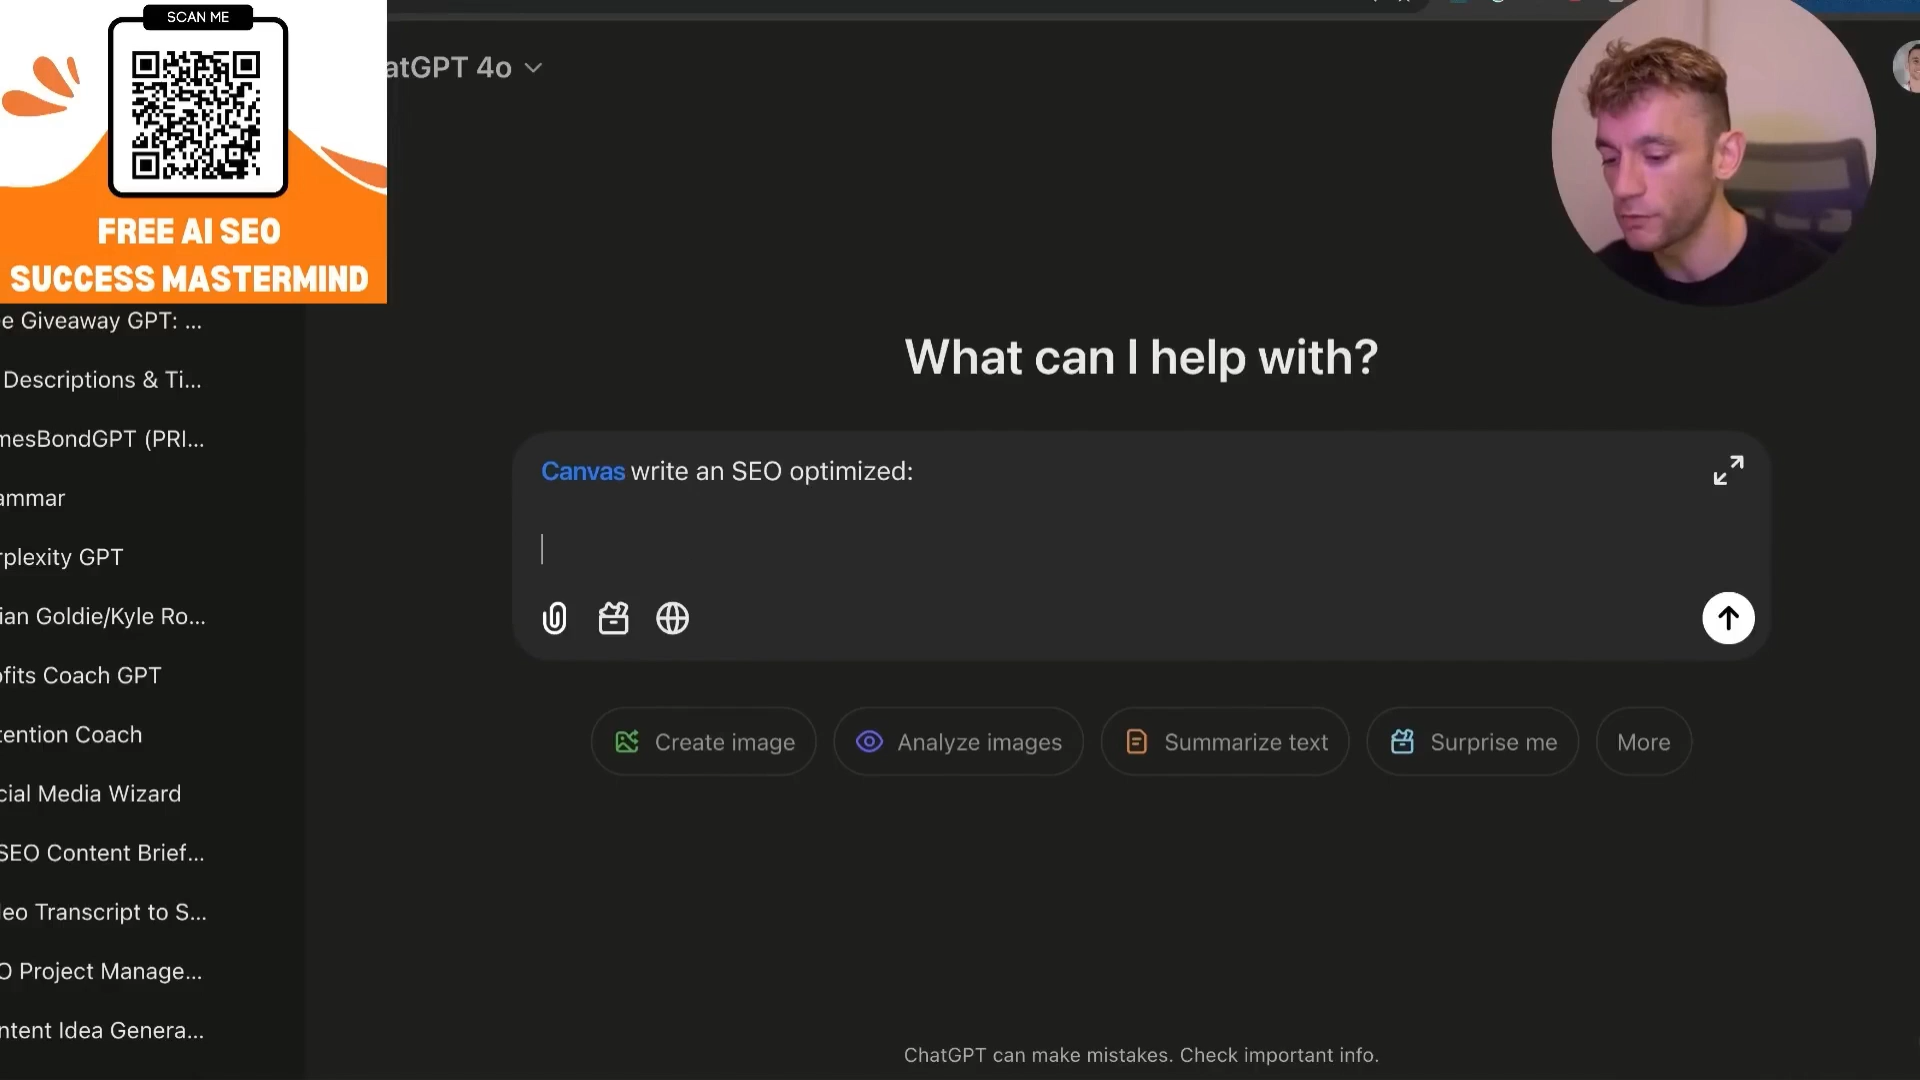 SCAN ME
FREE AI SEO
SUCCESS MASTERMIND
atGPT 4o
e Giveaway GPT: ...
Descriptions & Ti...
mesBondGPT (PRI...
ammar
rplexity GPT
ian Goldie/Kyle Ro...
ofits Coach GPT
tention Coach
cial Media Wizard
SEO Content Brief...
eo Transcript to S...
O Project Manage...
ntent Idea Genera...
What can I help with?
Canvas write an SEO optimized:
Create image
Analyze images
Summarize text
Surprise me
More
ChatGPT can make mistakes. Check important info.